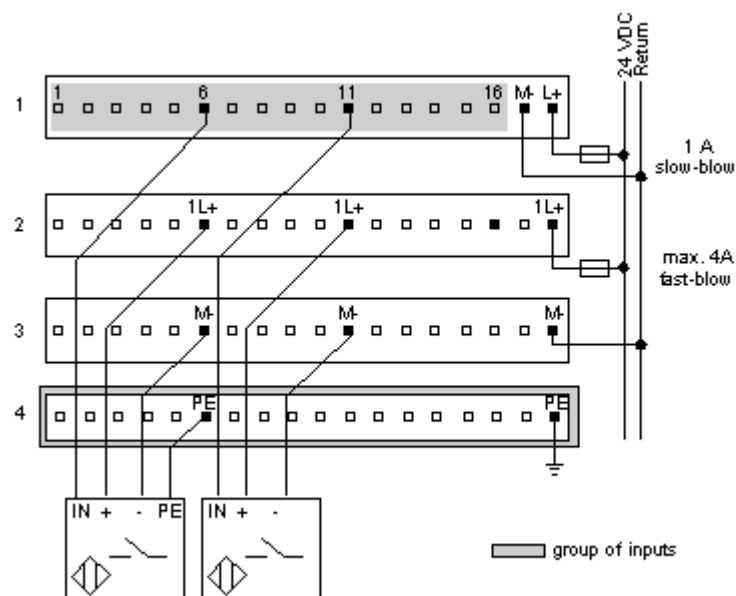 24 VDC
Return
1 6 11 16 M- L+
1
1 A
slow-blow
1L+ 1L+ 1L+
2
max. 4A
fast-blow
M- M- M-
3
PE PE
4
IN + - PE IN + -
group of inputs